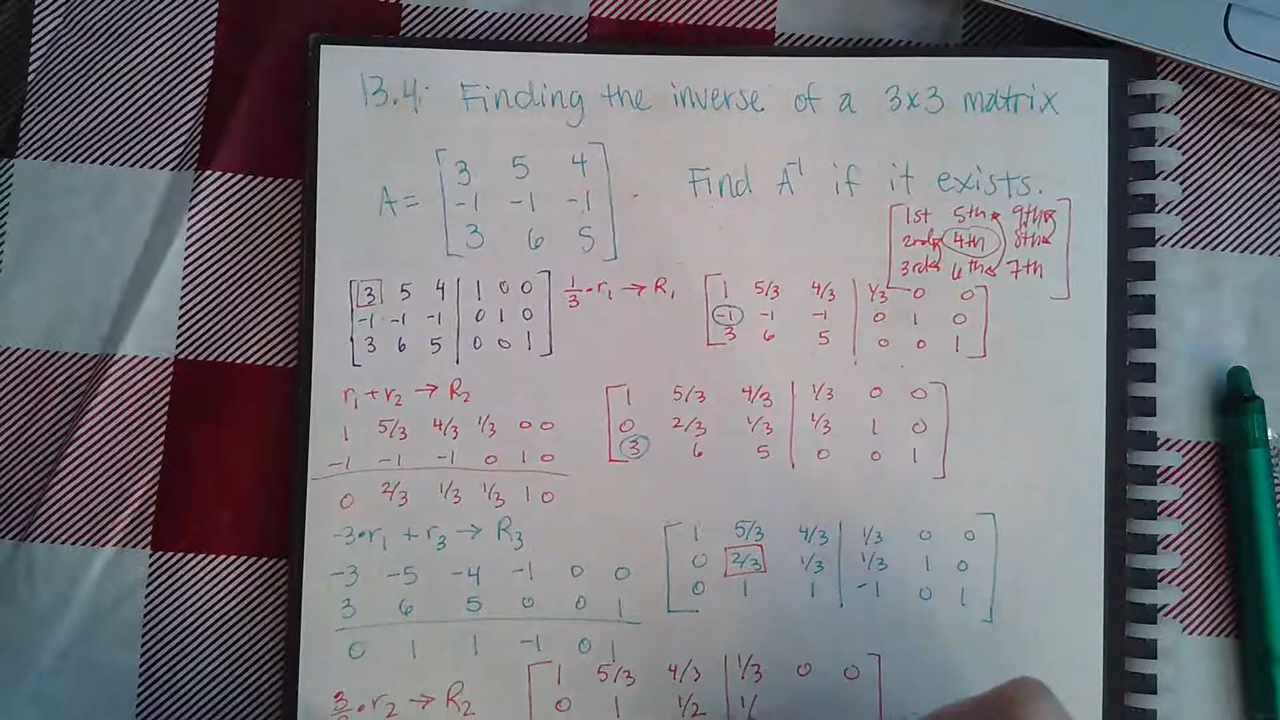 13.4: Finding the inverse of a 3x3 matrix
A = [3 5 4
-1 -1 -1
3 6 5].
Find A⁻¹ if it exists.
[1st 5th 9th
2nd 4th 8th
3rd 6th 7th]
[3 5 4 | 1 0 0
-1 -1 -1 | 0 1 0
3 6 5 | 0 0 1]
1/3 • r₁ → R₁
[1 5/3 4/3 | 1/3 0 0
-1 -1 -1 | 0 1 0
3 6 5 | 0 0 1]
r₁ + r₂ → R₂
1 5/3 4/3 1/3 0 0
-1 -1 -1 0 1 0
0 2/3 1/3 1/3 1 0
[1 5/3 4/3 | 1/3 0 0
0 2/3 1/3 | 1/3 1 0
3 6 5 | 0 0 1]
-3•r₁ + r₃ → R₃
-3 -5 -4 -1 0 0
3 6 5 0 0 1
0 1 1 -1 0 1
[1 5/3 4/3 | 1/3 0 0
0 2/3 1/3 | 1/3 1 0
0 1 1 | -1 0 1]
• r₂ → R₂
[1 5/3 4/3 | 1/3 0 0]
0 1 1/2 | 1/